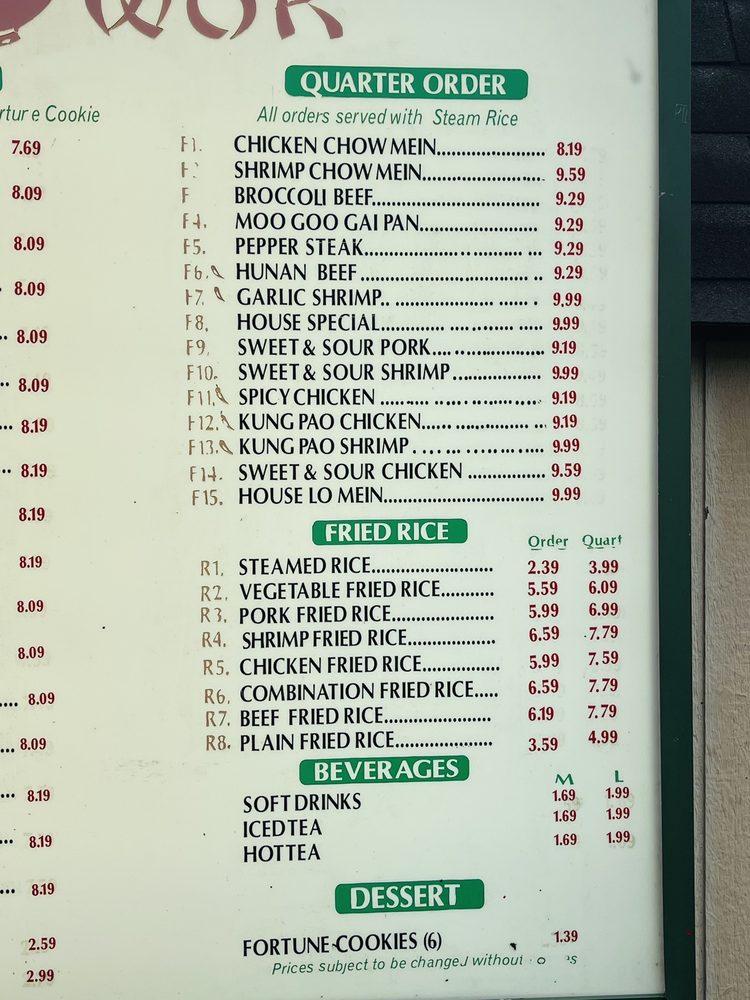 WOK
QUARTER ORDER
rture Cookie
All orders served with Steam Rice
7.69
8.09
8.09
8.09
8.09
8.09
8.19
8.19
8.19
8.19
8.09
8.09
8.09
8.09
8.19
8.19
8.19
2.59
2.99
F1. CHICKEN CHOW MEIN...................... 8.19
SHRIMP CHOW MEIN......................... 9.59
F BROCCOLI BEEF................................... 9.29
F4. MOO GOO GAI PAN........................ 9.29
F5. PEPPER STEAK................................... 9.29
F6. HUNAN BEEF................................... 9.29
F7. GARLIC SHRIMP.. ....................... ...... . 9.99
F8. HOUSE SPECIAL........... .... ......... ..... 9.99
F9. SWEET & SOUR PORK.... .................. 9.19
F10. SWEET & SOUR SHRIMP.................. 9.99
F11. SPICY CHICKEN ................................ 9.19
F12. KUNG PAO CHICKEN...... ............... ... 9.19
F13. KUNG PAO SHRIMP . . . ... ... .............. 9.99
F14. SWEET & SOUR CHICKEN ............... 9.59
F15. HOUSE LO MEIN................................ 9.99
FRIED RICE
Order Quart
R1. STEAMED RICE......................... 2.39 3.99
R2. VEGETABLE FRIED RICE........... 5.59 6.09
R3. PORK FRIED RICE..................... 5.99 6.99
R4. SHRIMP FRIED RICE.................. 6.59 7.79
R5. CHICKEN FRIED RICE................ 5.99 7.59
R6. COMBINATION FRIED RICE..... 6.59 7.79
R7. BEEF FRIED RICE...................... 6.19 7.79
R8. PLAIN FRIED RICE.................... 3.59 4.99
BEVERAGES
M L
SOFT DRINKS 1.69 1.99
ICED TEA 1.69 1.99
HOT TEA 1.69 1.99
DESSERT
FORTUNE COOKIES (6) 1.39
Prices subject to be changed without